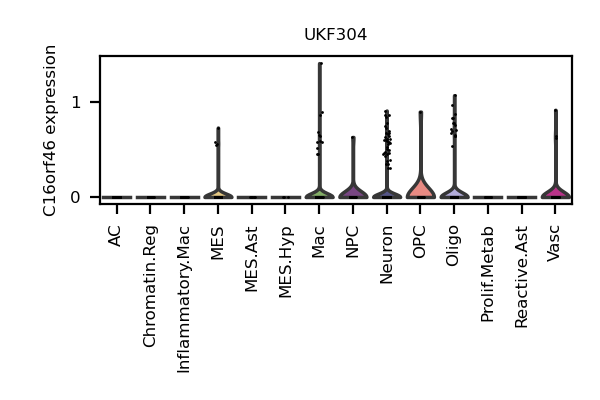 UKF304
C16orf46 expression
1
0
AC
Chromatin.Reg
Inflammatory.Mac
MES
MES.Ast
MES.Hyp
Mac
NPC
Neuron
OPC
Oligo
Prolif.Metab
Reactive.Ast
Vasc